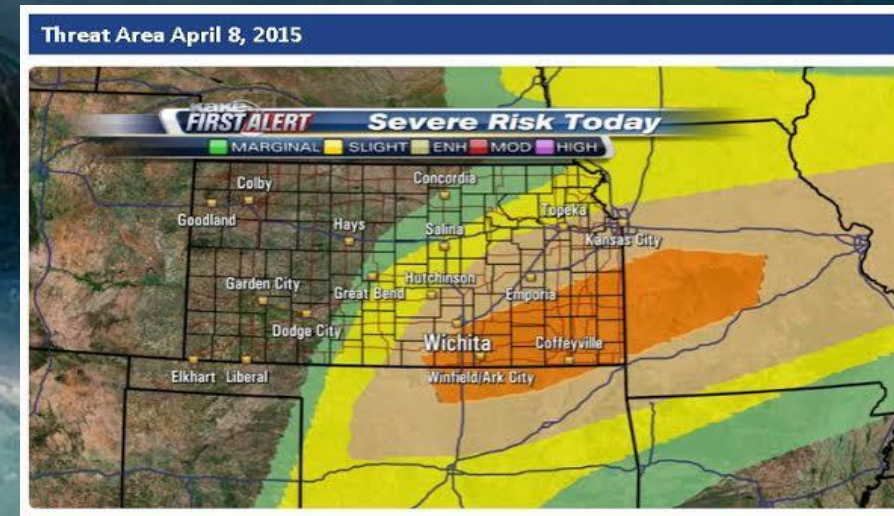 Threat Area April 8, 2015
kake
FIRST ALERT Severe Risk Today
MARGINAL SLIGHT ENH MOD HIGH
Colby Concordia
Goodland Hays Salina Topeka Kansas City
Garden City Great Bend Hutchinson Emporia
Dodge City Wichita Coffeyville
Elkhart Liberal Winfield/Ark City